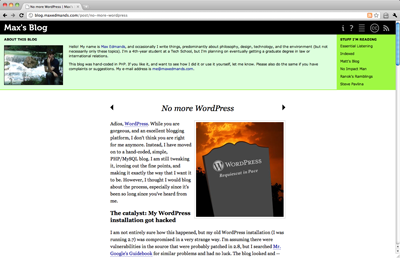 No more WordPress | Max's B
blog.maxedmands.com/post/no-more-wordpress
Max's Blog
ABOUT THIS BLOG
Hello! My name is Max Edmands, and occasionally I write things, predominantly about philosophy, design, technology, and the environment (but not
necessarily only these topics). I'm a 4th-year student at a Tech School, but I'm planning on eventually getting a graduate degree in law or
international relations.
This blog was hand-coded in PHP. If you like it, and want to see how I did it or use it yourself, let me know. Please also do the same if you have
complaints or suggestions. My e-mail address is me@maxedmands.com.
STUFF I'M READING
Essential Listening
Indexed
Matt's Blog
No Impact Man
Narve's Ramblings
Steve Pavlina
No more WordPress
Adios, WordPress. While you are
gorgeous, and an excellent blogging
platform, I don't think you are right
for me anymore. Instead, I have moved
on to a hand-coded, simple,
PHP/MySQL blog. I am still tweaking
it, ironing out the fine points, and
making it exactly the way that I want it
to be. However, I thought I would blog
about the process, especially since it's
been so long since you've heard from
me.
WORDPRESS
Requiescat in Pace
The catalyst: My WordPress
installation got hacked
I am not entirely sure how this happened, but my old WordPress installation (I was
running 2.7) was compromised in a very strange way. I'm assuming there were
vulnerabilities in the source that were probably patched in 2.8, but I searched Mr.
Google's Guidebook for similar problems and had no luck. The blog looked and —